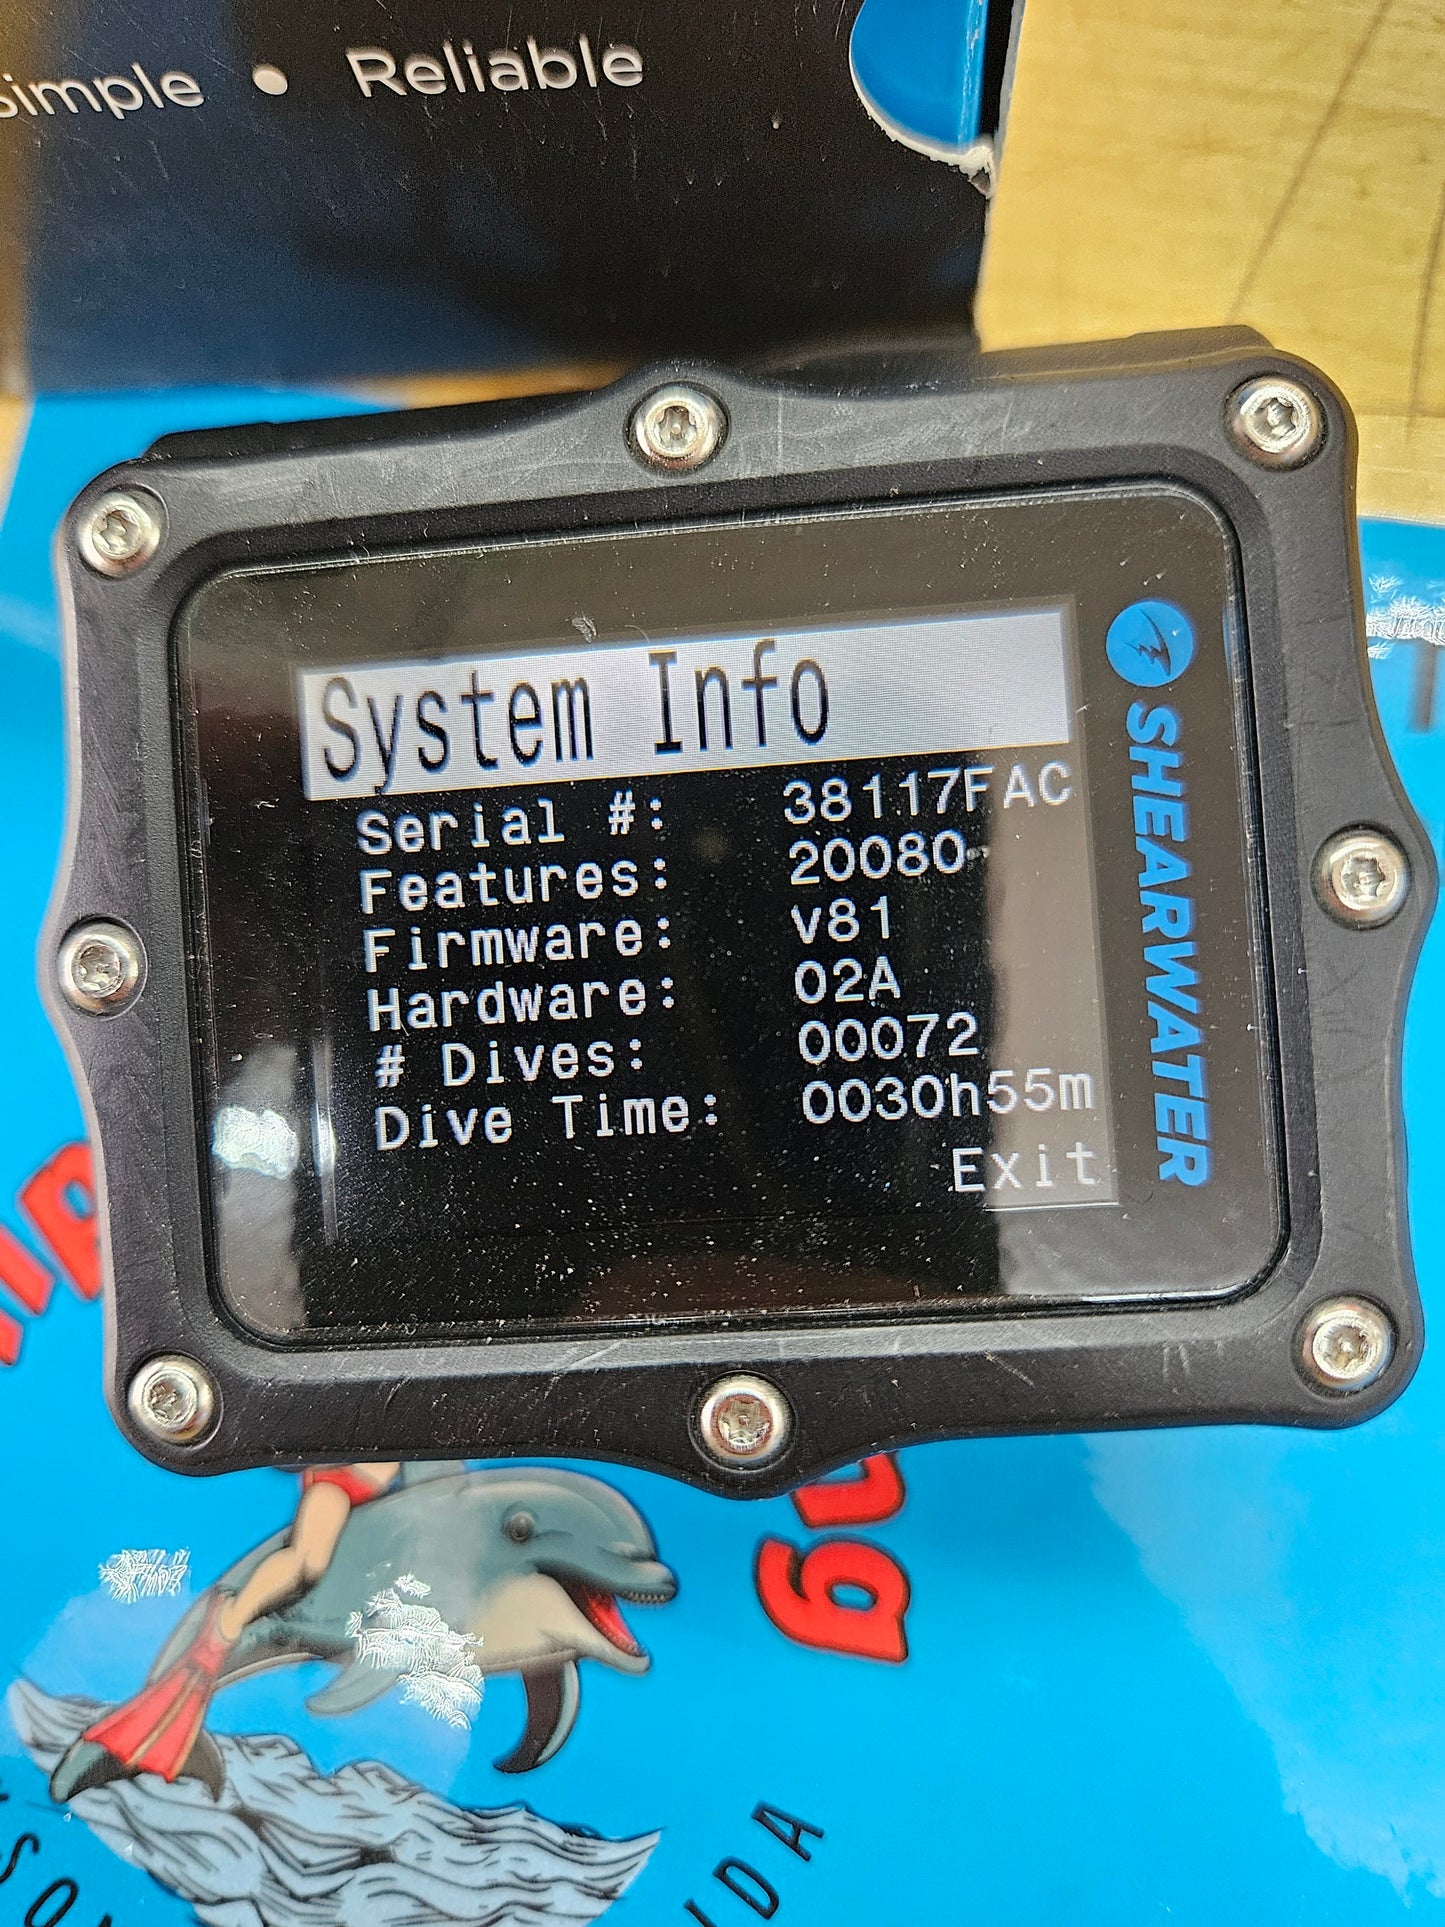 Simple • Reliable
System Info
Serial #: 38117FAC
Features: 20080
Firmware: v81
Hardware: 02A
# Dives: 00072
Dive Time: 0030h55m
Exit
SHEARWATER